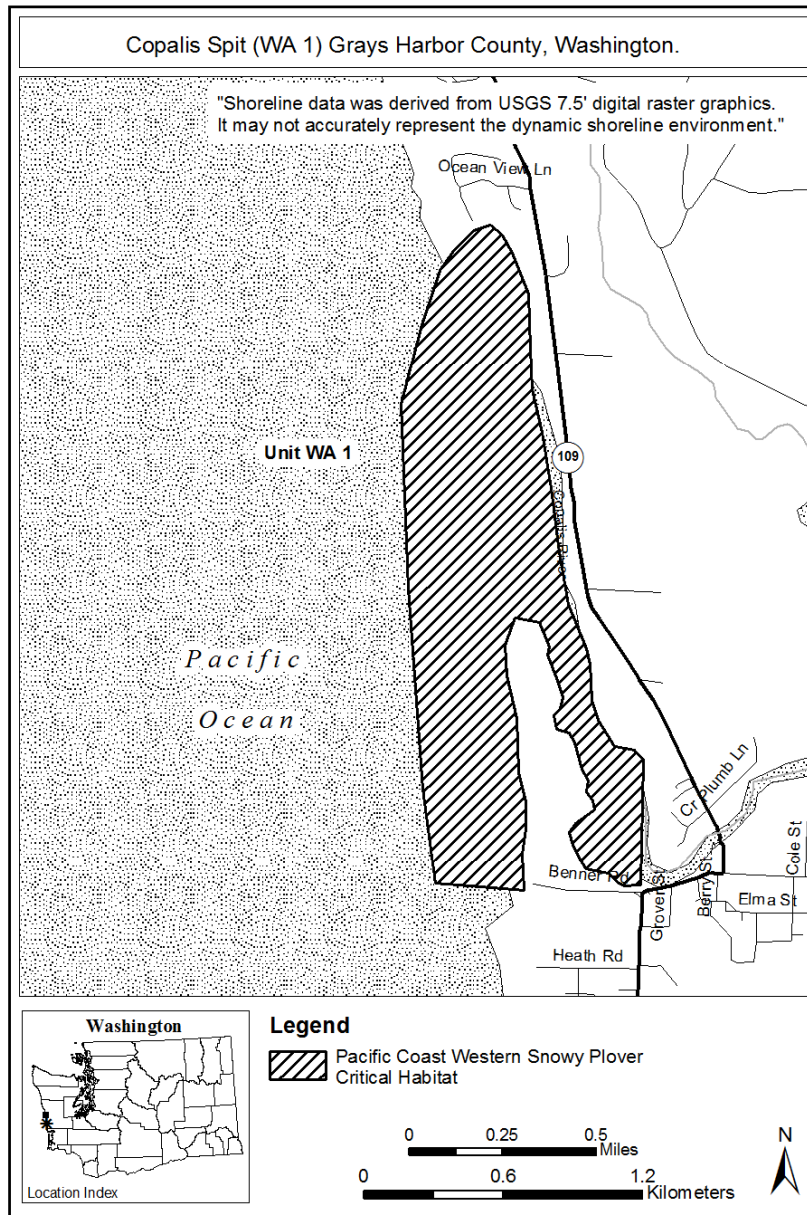 Copalis Spit (WA 1) Grays Harbor County, Washington.
"Shoreline data was derived from USGS 7.5' digital raster graphics.
It may not accurately represent the dynamic shoreline environment."
Ocean View Ln
Unit WA 1
109
Copalis River
Pacific
Ocean
Cr Plumb Ln
Cole St
Benner Rd
Grover St
Berry St
Elma St
Heath Rd
Washington
Location Index
Legend
Pacific Coast Western Snowy Plover
Critical Habitat
0 0.25 0.5
Miles
0 0.6 1.2
Kilometers
N